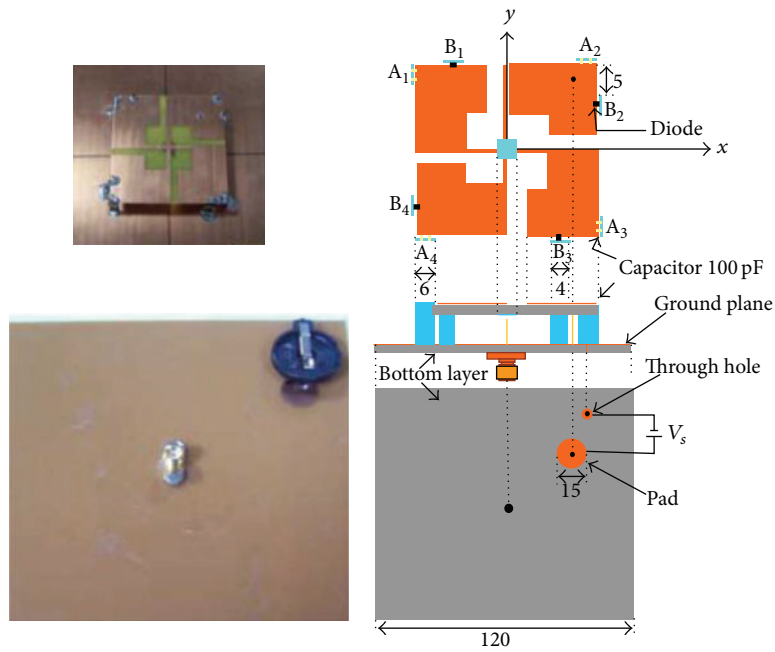 y
B1
A2
A1
5
B2
Diode
x
B4
A3
A4
B3
Capacitor 100 pF
6
4
Ground plane
Bottom layer
Through hole
Vs
15
Pad
120